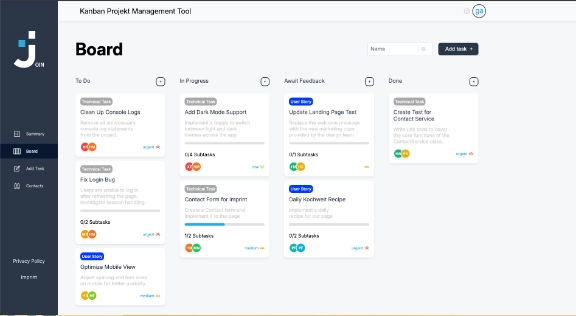 Kanban Projekt Management Tool
ga
Join
Summary
Board
Add Task
Contacts
Privacy Policy
Imprint
Board
Name
Add task +
To Do
In Progress
Await Feedback
Done
Technical Task
Clean Up Console Logs
Remove all unnecessary
console.log statements
from the project.
urgent
Technical Task
Fix Login Bug
Users are unable to log in
after refreshing the page.
Investigate session handling.
0/2 Subtasks
urgent
User Story
Optimize Mobile View
Adjust spacing and font sizes
on mobile for better usability.
medium
Technical Task
Add Dark Mode Support
Implement a toggle to switch
between light and dark
themes across the app
0/4 Subtasks
low
Technical Task
Contact Form for Imprint
Create a Contact form and
implement it to the page
1/2 Subtasks
medium
User Story
Update Landing Page Text
Replace the welcome message
with the new marketing copy
provided by the design team.
0/1 Subtasks
User Story
Daily Kochwelt Recipe
Implement a daily
recipe for our page
0/2 Subtasks
urgent
Technical Task
Create Test for
Contact Service
Write unit tests to cover
the core functions of the
ContactService class.
urgent